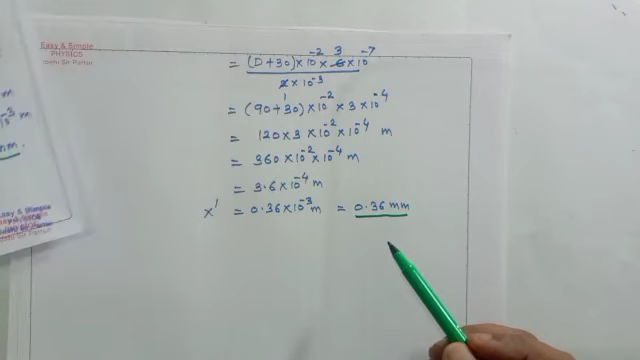 Easy & Simple
PHYSICS
= (D+30)×10⁻²×6×10⁻⁷ 3
2×10⁻³
1
= (90+30)×10⁻²×3×10⁻⁴
= 120×3×10⁻²×10⁻⁴ m
= 360×10⁻²×10⁻⁴ m
= 3.6×10⁻⁴ m
x' = 0.36×10⁻³ m = 0.36 mm